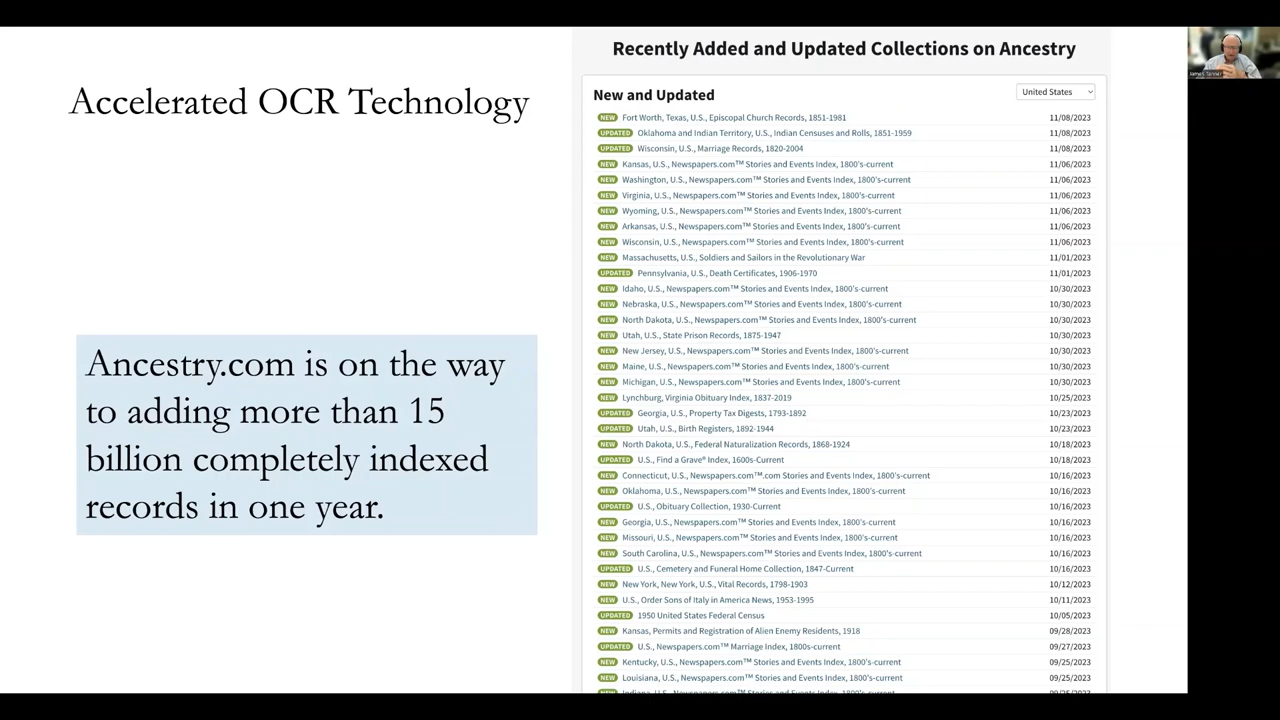 Accelerated OCR Technology
Ancestry.com is on the way
to adding more than 15
billion completely indexed
records in one year.
Recently Added and Updated Collections on Ancestry
New and Updated
United States
NEW Fort Worth, Texas, U.S., Episcopal Church Records, 1851-1981 11/08/2023
UPDATED Oklahoma and Indian Territory, U.S., Indian Censuses and Rolls, 1851-1959 11/08/2023
UPDATED Wisconsin, U.S., Marriage Records, 1820-2004 11/08/2023
NEW Kansas, U.S., Newspapers.com™ Stories and Events Index, 1800's-current 11/06/2023
NEW Washington, U.S., Newspapers.com™ Stories and Events Index, 1800's-current 11/06/2023
NEW Virginia, U.S., Newspapers.com™ Stories and Events Index, 1800's-current 11/06/2023
NEW Wyoming, U.S., Newspapers.com™ Stories and Events Index, 1800's-current 11/06/2023
NEW Arkansas, U.S., Newspapers.com™ Stories and Events Index, 1800's-current 11/06/2023
NEW Wisconsin, U.S., Newspapers.com™ Stories and Events Index, 1800's-current 11/06/2023
NEW Massachusetts, U.S., Soldiers and Sailors in the Revolutionary War 11/01/2023
UPDATED Pennsylvania, U.S., Death Certificates, 1906-1970 11/01/2023
NEW Idaho, U.S., Newspapers.com™ Stories and Events Index, 1800's-current 10/30/2023
NEW Nebraska, U.S., Newspapers.com™ Stories and Events Index, 1800's-current 10/30/2023
NEW North Dakota, U.S., Newspapers.com™ Stories and Events Index, 1800's-current 10/30/2023
NEW Utah, U.S., State Prison Records, 1875-1947 10/30/2023
NEW New Jersey, U.S., Newspapers.com™ Stories and Events Index, 1800's-current 10/30/2023
NEW Maine, U.S., Newspapers.com™ Stories and Events Index, 1800's-current 10/30/2023
NEW Michigan, U.S., Newspapers.com™ Stories and Events Index, 1800's-current 10/30/2023
NEW Lynchburg, Virginia Obituary Index, 1837-2019 10/25/2023
UPDATED Georgia, U.S., Property Tax Digests, 1793-1892 10/23/2023
UPDATED Utah, U.S., Birth Registers, 1892-1944 10/23/2023
NEW North Dakota, U.S., Federal Naturalization Records, 1868-1924 10/18/2023
UPDATED U.S., Find a Grave® Index, 1600s-Current 10/18/2023
NEW Connecticut, U.S., Newspapers.com™.com Stories and Events Index, 1800's-current 10/16/2023
NEW Oklahoma, U.S., Newspapers.com™ Stories and Events Index, 1800's-current 10/16/2023
UPDATED U.S., Obituary Collection, 1930-Current 10/16/2023
NEW Georgia, U.S., Newspapers.com™ Stories and Events Index, 1800's-current 10/16/2023
NEW Missouri, U.S., Newspapers.com™ Stories and Events Index, 1800's-current 10/16/2023
NEW South Carolina, U.S., Newspapers.com™ Stories and Events Index, 1800's-current 10/16/2023
UPDATED U.S., Cemetery and Funeral Home Collection, 1847-Current 10/16/2023
NEW New York, New York, U.S., Vital Records, 1798-1903 10/12/2023
NEW U.S., Order Sons of Italy in America News, 1953-1995 10/11/2023
UPDATED 1950 United States Federal Census 10/05/2023
NEW Kansas, Permits and Registration of Alien Enemy Residents, 1918 09/28/2023
UPDATED U.S., Newspapers.com™ Marriage Index, 1800s-current 09/27/2023
NEW Kentucky, U.S., Newspapers.com™ Stories and Events Index, 1800's-current 09/25/2023
NEW Louisiana, U.S., Newspapers.com™ Stories and Events Index, 1800's-current 09/25/2023
James Tanner